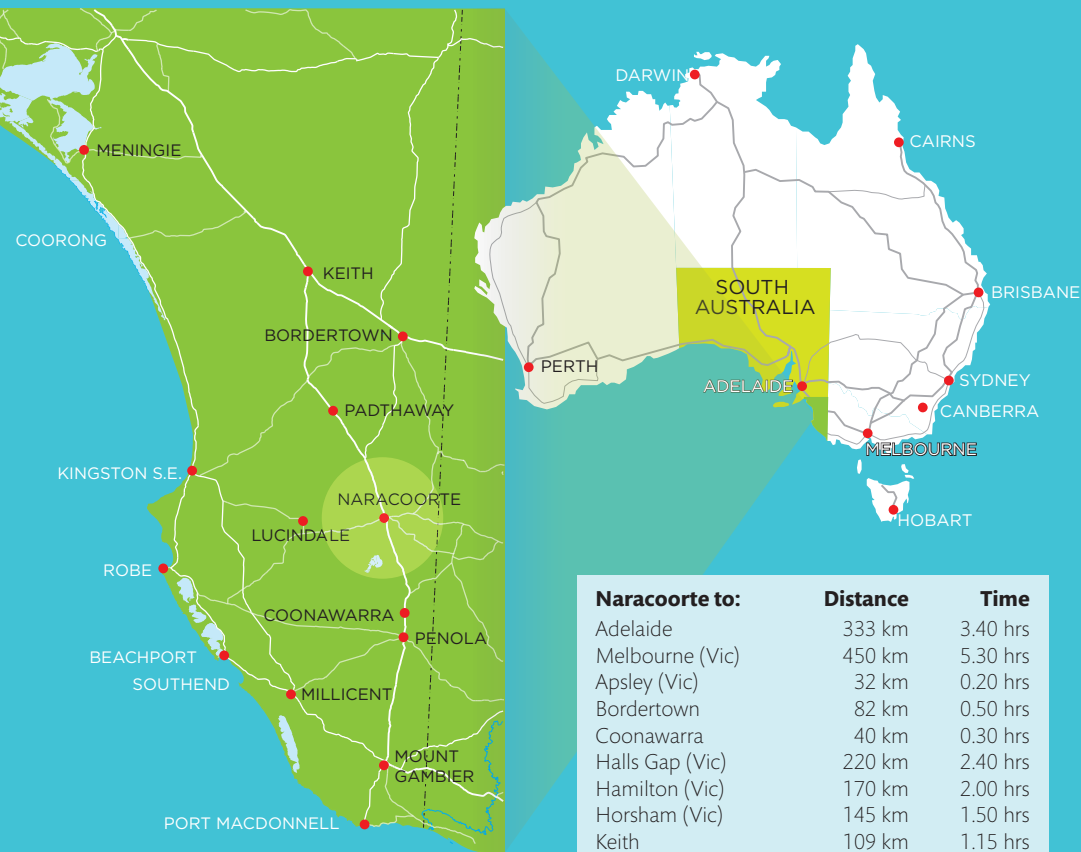 MENINGIE
COORONG
KEITH
BORDERTOWN
PADTHAWAY
KINGSTON S.E.
NARACOORTE
LUCINDALE
ROBE
COONAWARRA
PENOLA
BEACHPORT
SOUTHEND
MILLICENT
MOUNT
GAMBIER
PORT MACDONNELL
DARWIN
CAIRNS
SOUTH
AUSTRALIA
BRISBANE
PERTH
ADELAIDE
SYDNEY
CANBERRA
MELBOURNE
HOBART
Naracoorte to: Distance Time
Adelaide 333 km 3.40 hrs
Melbourne (Vic) 450 km 5.30 hrs
Apsley (Vic) 32 km 0.20 hrs
Bordertown 82 km 0.50 hrs
Coonawarra 40 km 0.30 hrs
Halls Gap (Vic) 220 km 2.40 hrs
Hamilton (Vic) 170 km 2.00 hrs
Horsham (Vic) 145 km 1.50 hrs
Keith 109 km 1.15 hrs